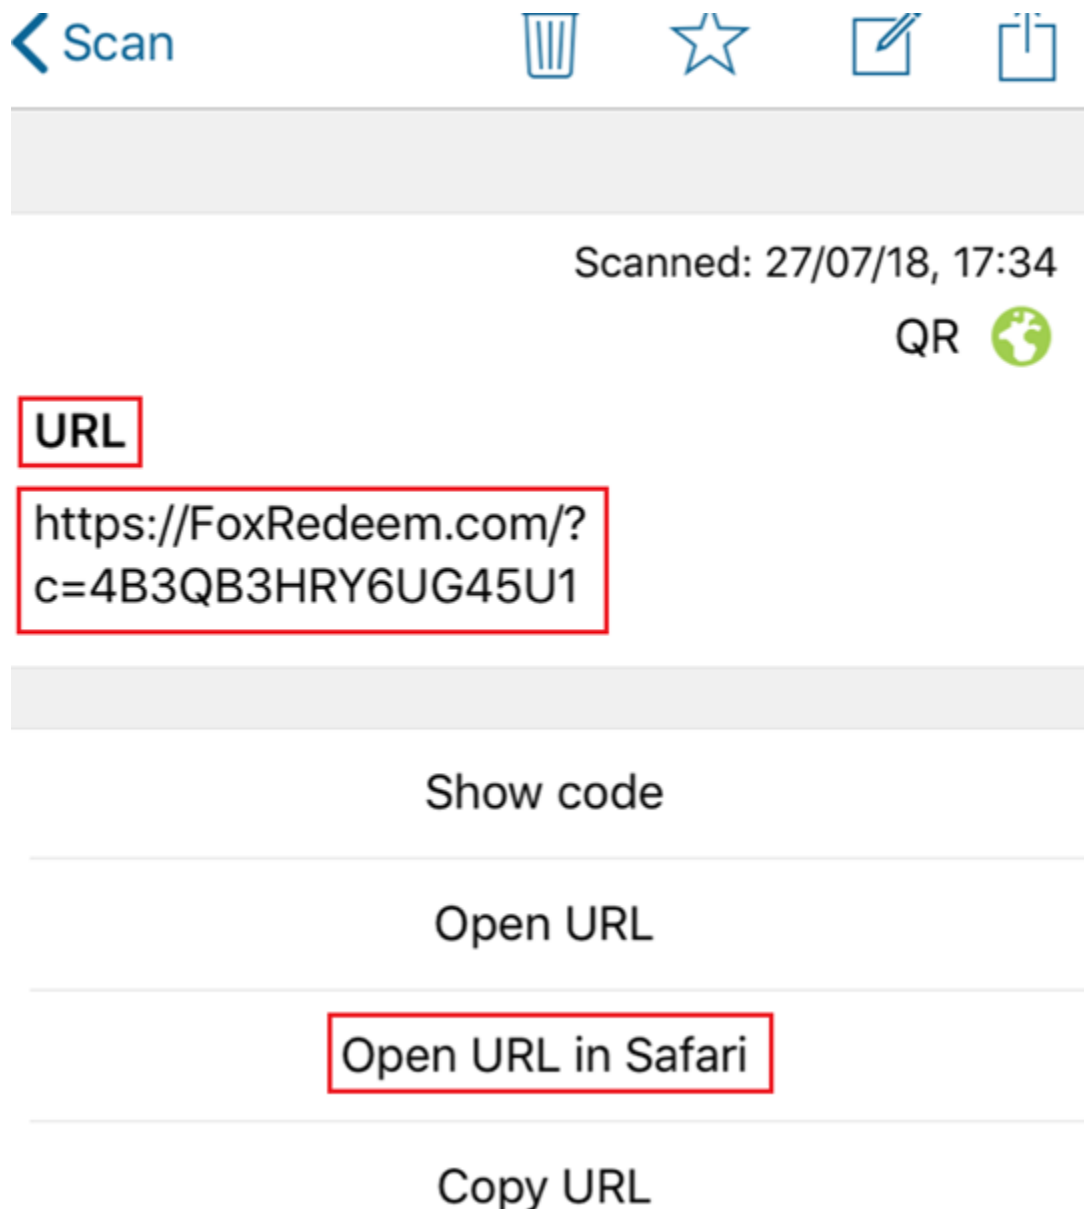 Scan
Scanned: 27/07/18, 17:34
QR
URL
https://FoxRedeem.com/?
c=4B3QB3HRY6UG45U1
Show code
Open URL
Open URL in Safari
Copy URL